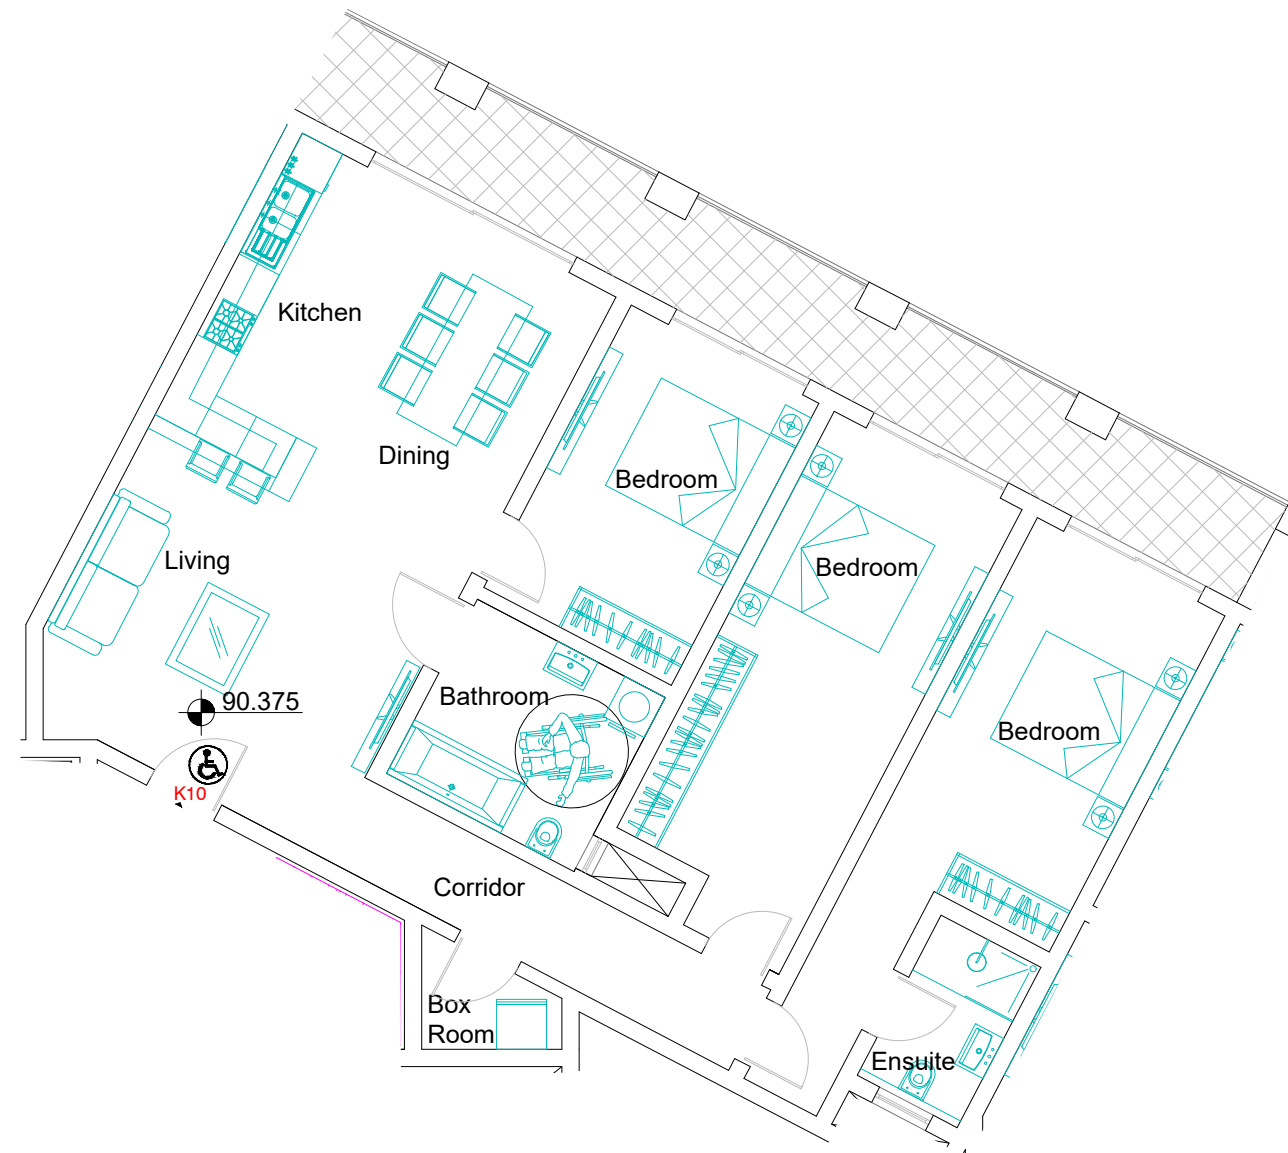 Kitchen
Dining
Bedroom
Living
Bedroom
Bathroom
90.375
Bedroom
K10
Corridor
Box
Room
Ensuite